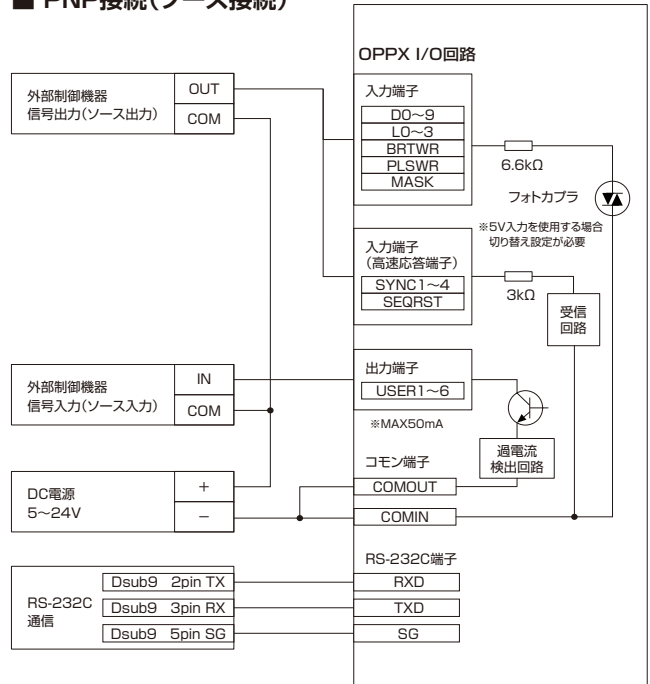 ■ PNP接続(ソース接続)
OPPX I/O回路
外部制御機器
信号出力(ソース出力)
OUT
COM
入力端子
D0～9
L0～3
BRTWR
PLSWR
MASK
6.6kΩ
フォトカプラ
※5V入力を使用する場合
切り替え設定が必要
入力端子
(高速応答端子)
SYNC1～4
SEQRST
3kΩ
受信
回路
外部制御機器
信号入力(ソース入力)
IN
COM
出力端子
USER1～6
※MAX50mA
過電流
検出回路
コモン端子
COMOUT
COMIN
DC電源
5～24V
+
−
RS-232C端子
RS-232C
通信
Dsub9 2pin TX
Dsub9 3pin RX
Dsub9 5pin SG
RXD
TXD
SG